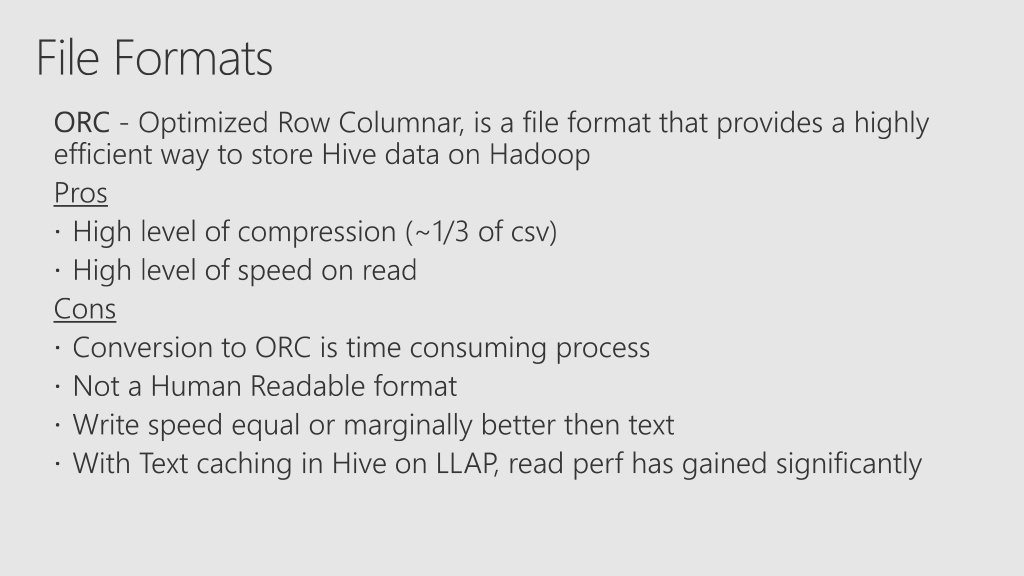 File Formats
ORC - Optimized Row Columnar, is a file format that provides a highly
efficient way to store Hive data on Hadoop
Pros
· High level of compression (~1/3 of csv)
· High level of speed on read
Cons
· Conversion to ORC is time consuming process
· Not a Human Readable format
· Write speed equal or marginally better then text
· With Text caching in Hive on LLAP, read perf has gained significantly